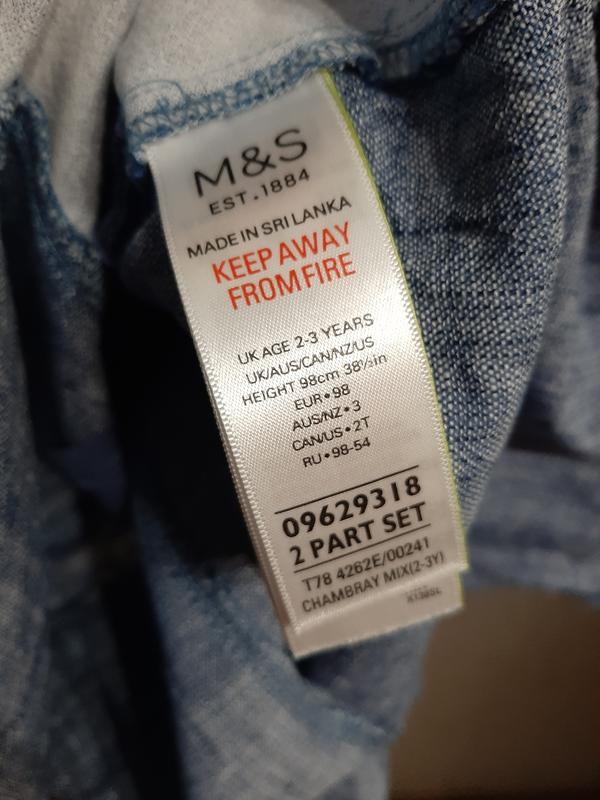 M&S
EST.1884
MADE IN SRI LANKA
KEEP AWAY
FROM FIRE
UK AGE 2-3 YEARS
UK/AUS/CAN/NZ/US
HEIGHT 98cm 38½in
EUR•98
AUS/NZ•3
CAN/US•2T
RU•98-54
09629318
2 PART SET
T78 4262E/00241
CHAMBRAY MIX(2-3Y)